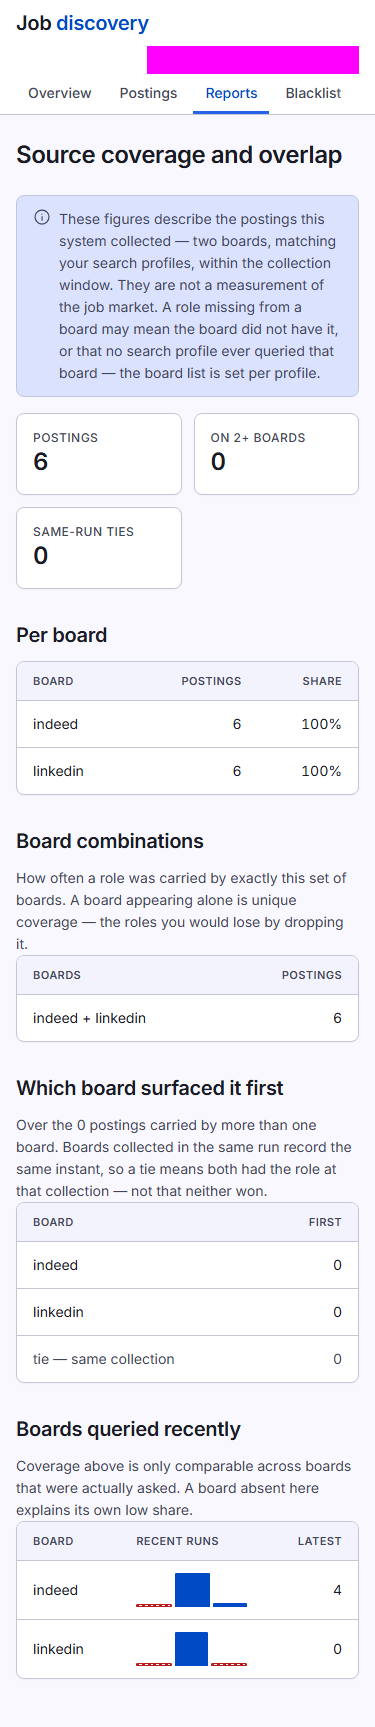 Job discovery
Overview Postings Reports Blacklist
Source coverage and overlap
These figures describe the postings this
system collected — two boards, matching
your search profiles, within the collection
window. They are not a measurement of
the job market. A role missing from a
board may mean the board did not have it,
or that no search profile ever queried that
board — the board list is set per profile.
POSTINGS
6
ON 2+ BOARDS
0
SAME-RUN TIES
0
Per board
BOARD POSTINGS SHARE
indeed 6 100%
linkedin 6 100%
Board combinations
How often a role was carried by exactly this set of
boards. A board appearing alone is unique
coverage — the roles you would lose by dropping
it.
BOARDS POSTINGS
indeed + linkedin 6
Which board surfaced it first
Over the 0 postings carried by more than one
board. Boards collected in the same run record the
same instant, so a tie means both had the role at
that collection — not that neither won.
BOARD FIRST
indeed 0
linkedin 0
tie — same collection 0
Boards queried recently
Coverage above is only comparable across boards
that were actually asked. A board absent here
explains its own low share.
BOARD RECENT RUNS LATEST
indeed 4
linkedin 0